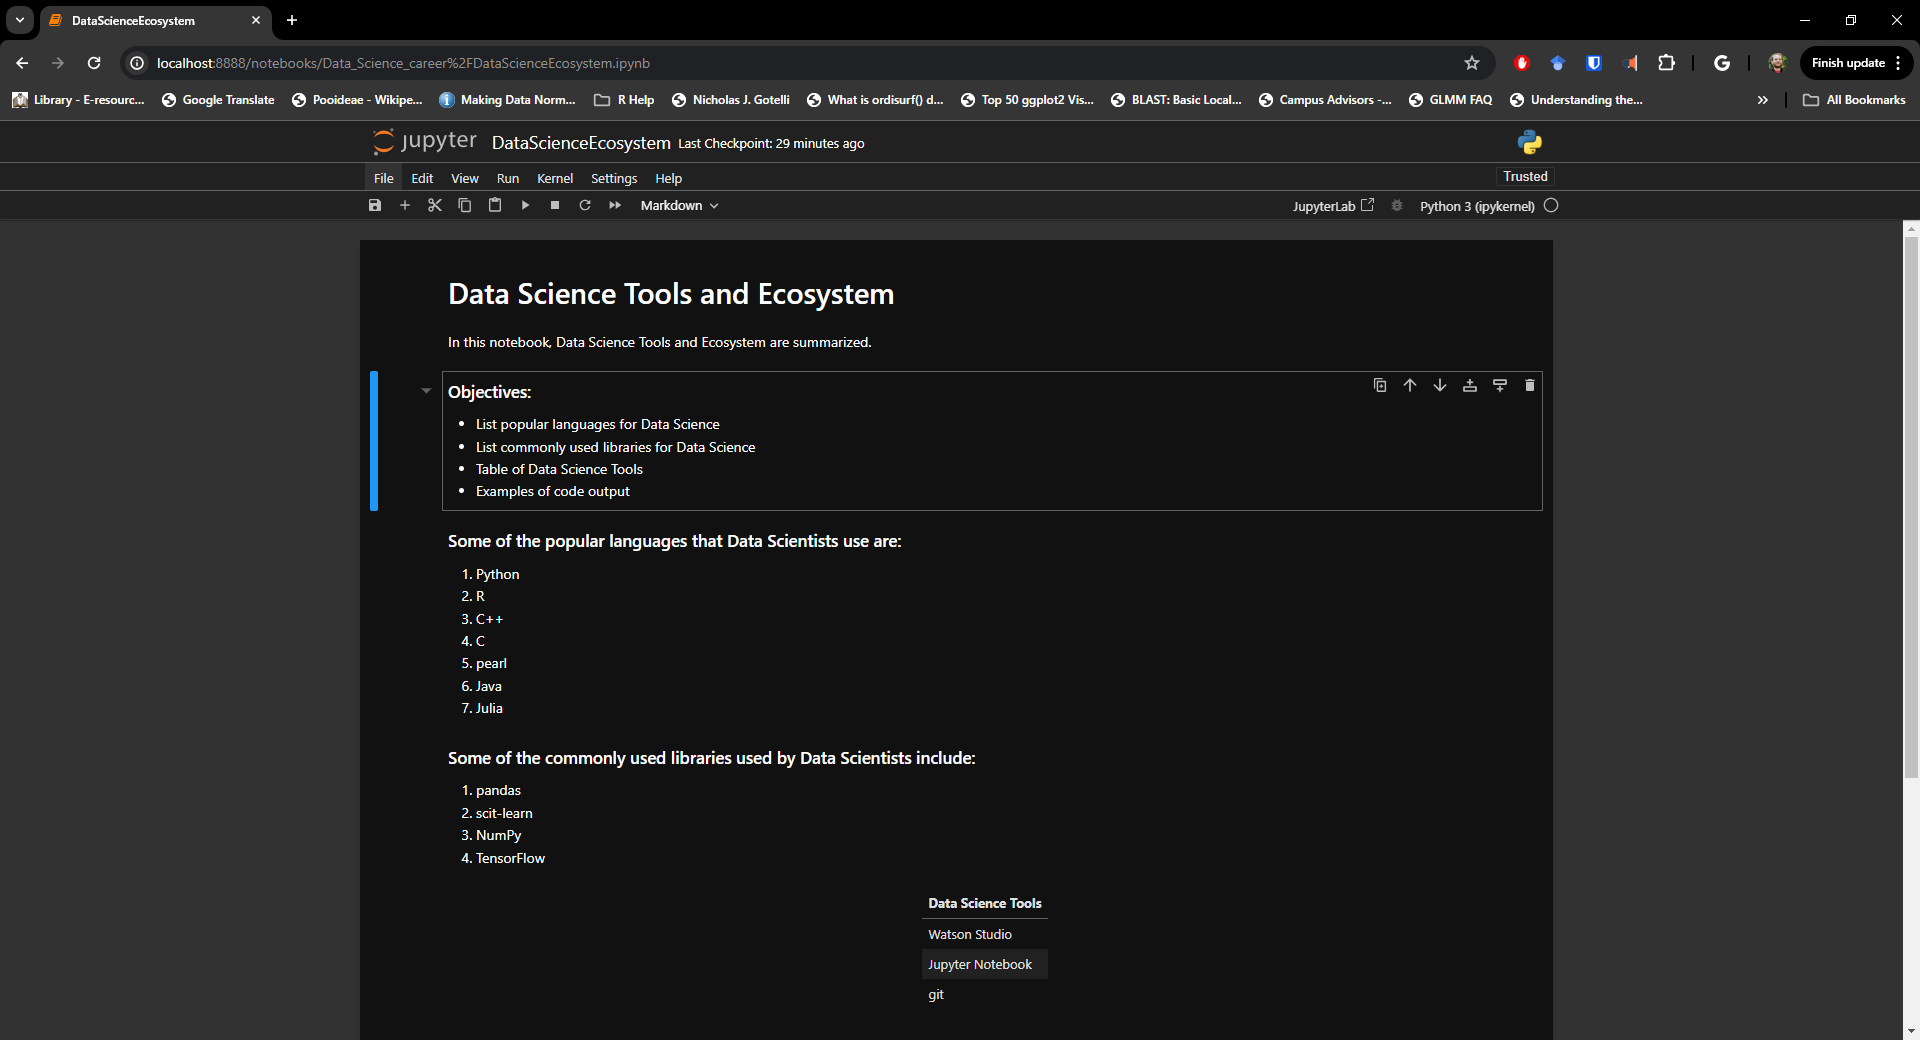 DataScienceEcosystem
localhost:8888/notebooks/Data_Science_career%2FDataScienceEcosystem.ipynb
Finish update
Library - E-resourc...
Google Translate
Pooideae - Wikipe...
Making Data Norm...
R Help
Nicholas J. Gotelli
What is ordisurf() d...
Top 50 ggplot2 Vis...
BLAST: Basic Local...
Campus Advisors -...
GLMM FAQ
Understanding the...
All Bookmarks
jupyter DataScienceEcosystem Last Checkpoint: 29 minutes ago
File Edit View Run Kernel Settings Help
Trusted
Markdown
JupyterLab
Python 3 (ipykernel)
Data Science Tools and Ecosystem
In this notebook, Data Science Tools and Ecosystem are summarized.
Objectives:
• List popular languages for Data Science
• List commonly used libraries for Data Science
• Table of Data Science Tools
• Examples of code output
Some of the popular languages that Data Scientists use are:
1. Python
2. R
3. C++
4. C
5. pearl
6. Java
7. Julia
Some of the commonly used libraries used by Data Scientists include:
1. pandas
2. scit-learn
3. NumPy
4. TensorFlow
Data Science Tools
Watson Studio
Jupyter Notebook
git